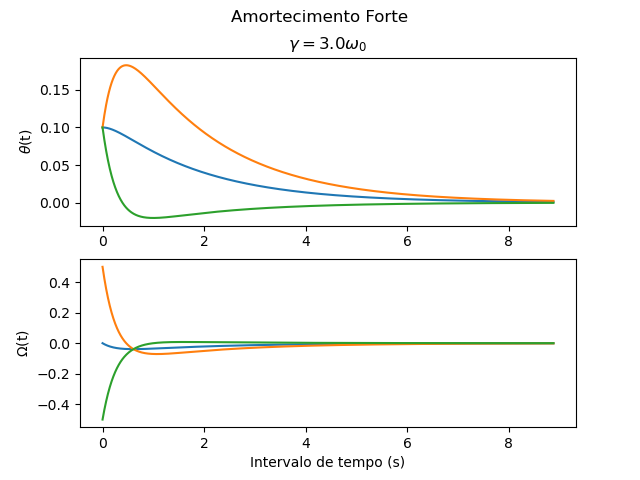 Amortecimento Forte
γ = 3.0ω₀
θ(t)
0.15
0.10
0.05
0.00
0 2 4 6 8
Ω(t)
0.4
0.2
0.0
−0.2
−0.4
0 2 4 6 8
Intervalo de tempo (s)